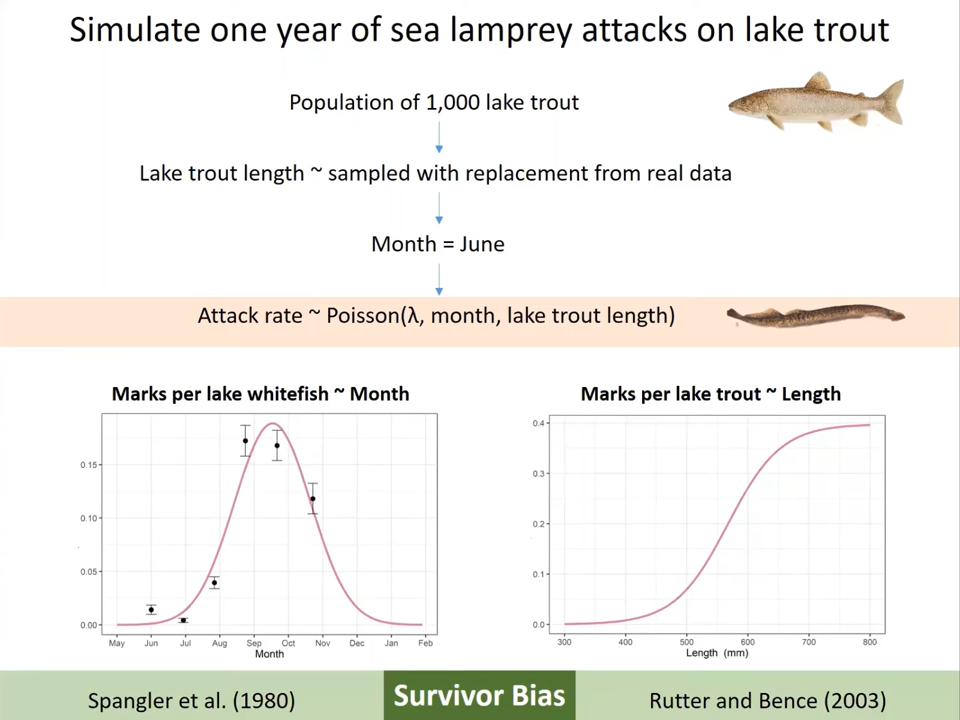 Simulate one year of sea lamprey attacks on lake trout
Population of 1,000 lake trout
Lake trout length ~ sampled with replacement from real data
Month = June
Attack rate ~ Poisson(λ, month, lake trout length)
Marks per lake whitefish ~ Month
0.15
0.10
0.05
0.00
May Jun Jul Aug Sep Oct Nov Dec Jan Feb
Month
Marks per lake trout ~ Length
0.4
0.3
0.2
0.1
0.0
300 400 500 600 700 800
Length (mm)
Spangler et al. (1980)
Survivor Bias
Rutter and Bence (2003)